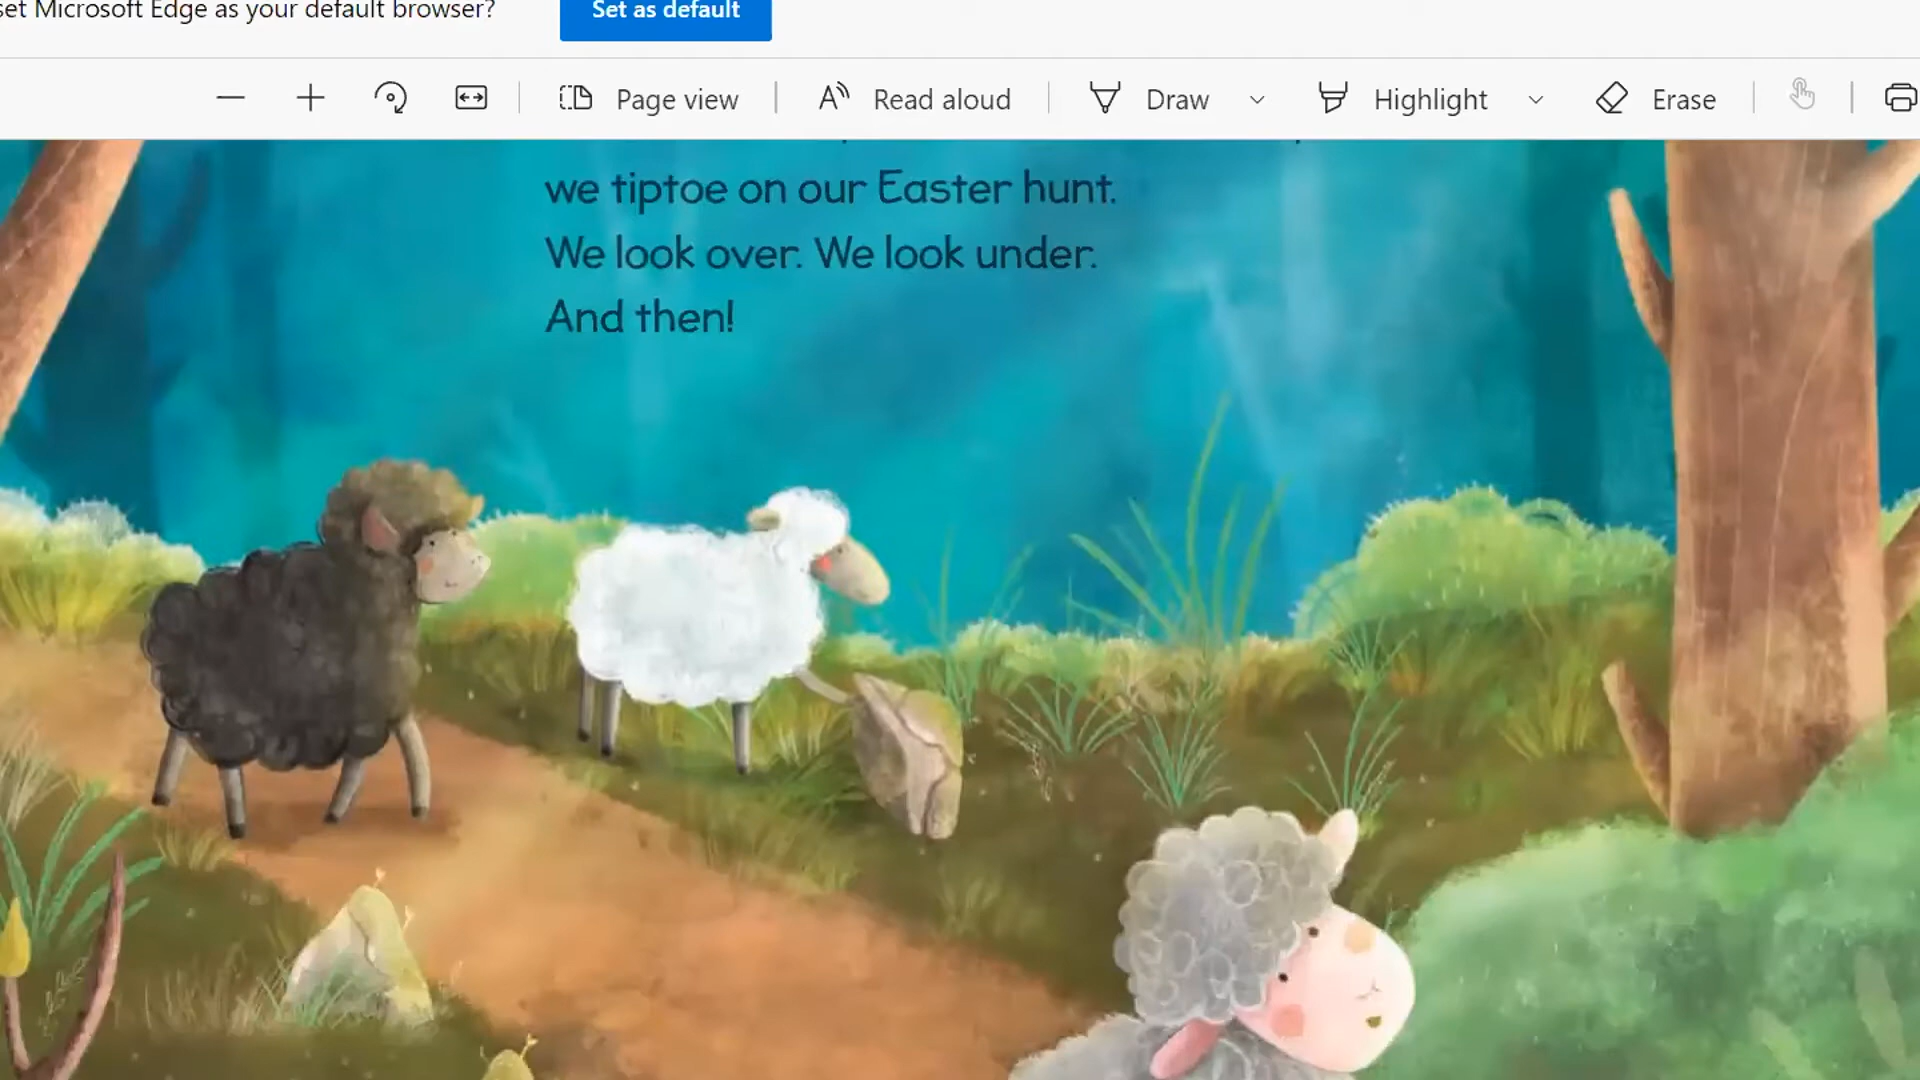 set Microsoft Edge as your default browser?
Set as default
Page view
Read aloud
Draw
Highlight
Erase
we tiptoe on our Easter hunt.
We look over. We look under.
And then!